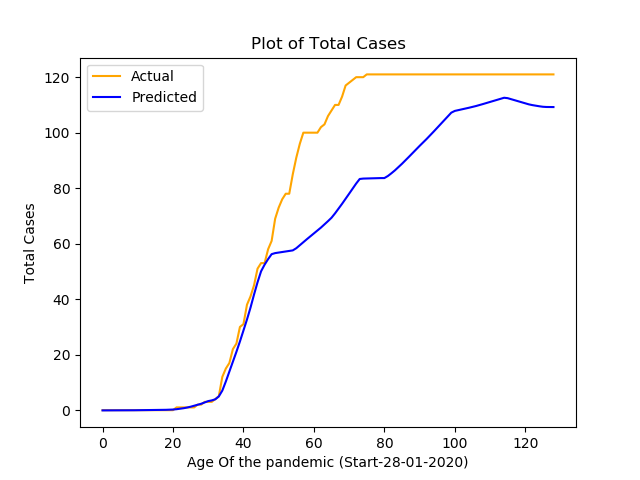 Plot of Total Cases
Actual
Predicted
Total Cases
120
100
80
60
40
20
0
0 20 40 60 80 100 120
Age Of the pandemic (Start-28-01-2020)